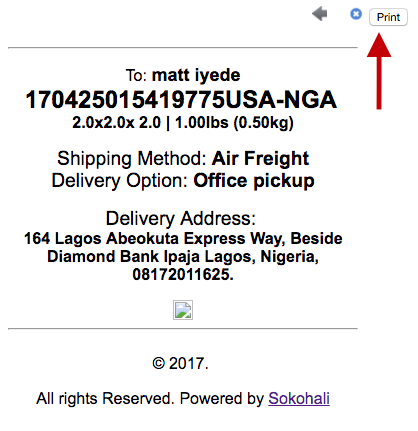 Print
To: matt iyede
170425015419775USA-NGA
2.0x2.0x 2.0 | 1.00lbs (0.50kg)
Shipping Method: Air Freight
Delivery Option: Office pickup
Delivery Address:
164 Lagos Abeokuta Express Way, Beside
Diamond Bank Ipaja Lagos, Nigeria,
08172011625.
© 2017.
All rights Reserved. Powered by Sokohali